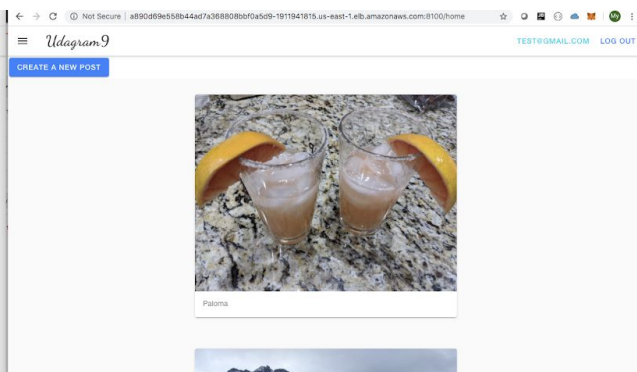 Not Secure | a890d69e558b44ad7a368808bbf0a5d9-1911941815.us-east-1.elb.amazonaws.com:8100/home
My
Udagram9
TEST@GMAIL.COM LOG OUT
CREATE A NEW POST
Paloma